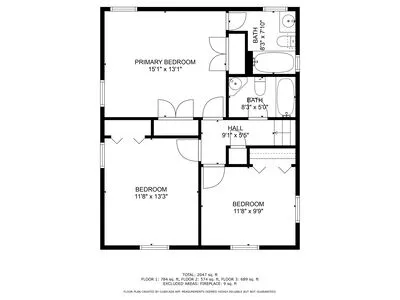 BATH
8'3" x 7'10"
PRIMARY BEDROOM
15'1" x 13'1"
BATH
8'3" x 5'0"
HALL
9'1" x 5'6"
BEDROOM
11'8" x 13'3"
BEDROOM
11'8" x 9'9"
TOTAL: 2047 sq. ft
FLOOR 1: 784 sq. ft, FLOOR 2: 574 sq. ft, FLOOR 3: 689 sq. ft
EXCLUDED AREAS: FIREPLACE: 9 sq. ft
FLOOR PLAN CREATED BY CUBICASA APP. MEASUREMENTS DEEMED HIGHLY RELIABLE BUT NOT GUARANTEED.